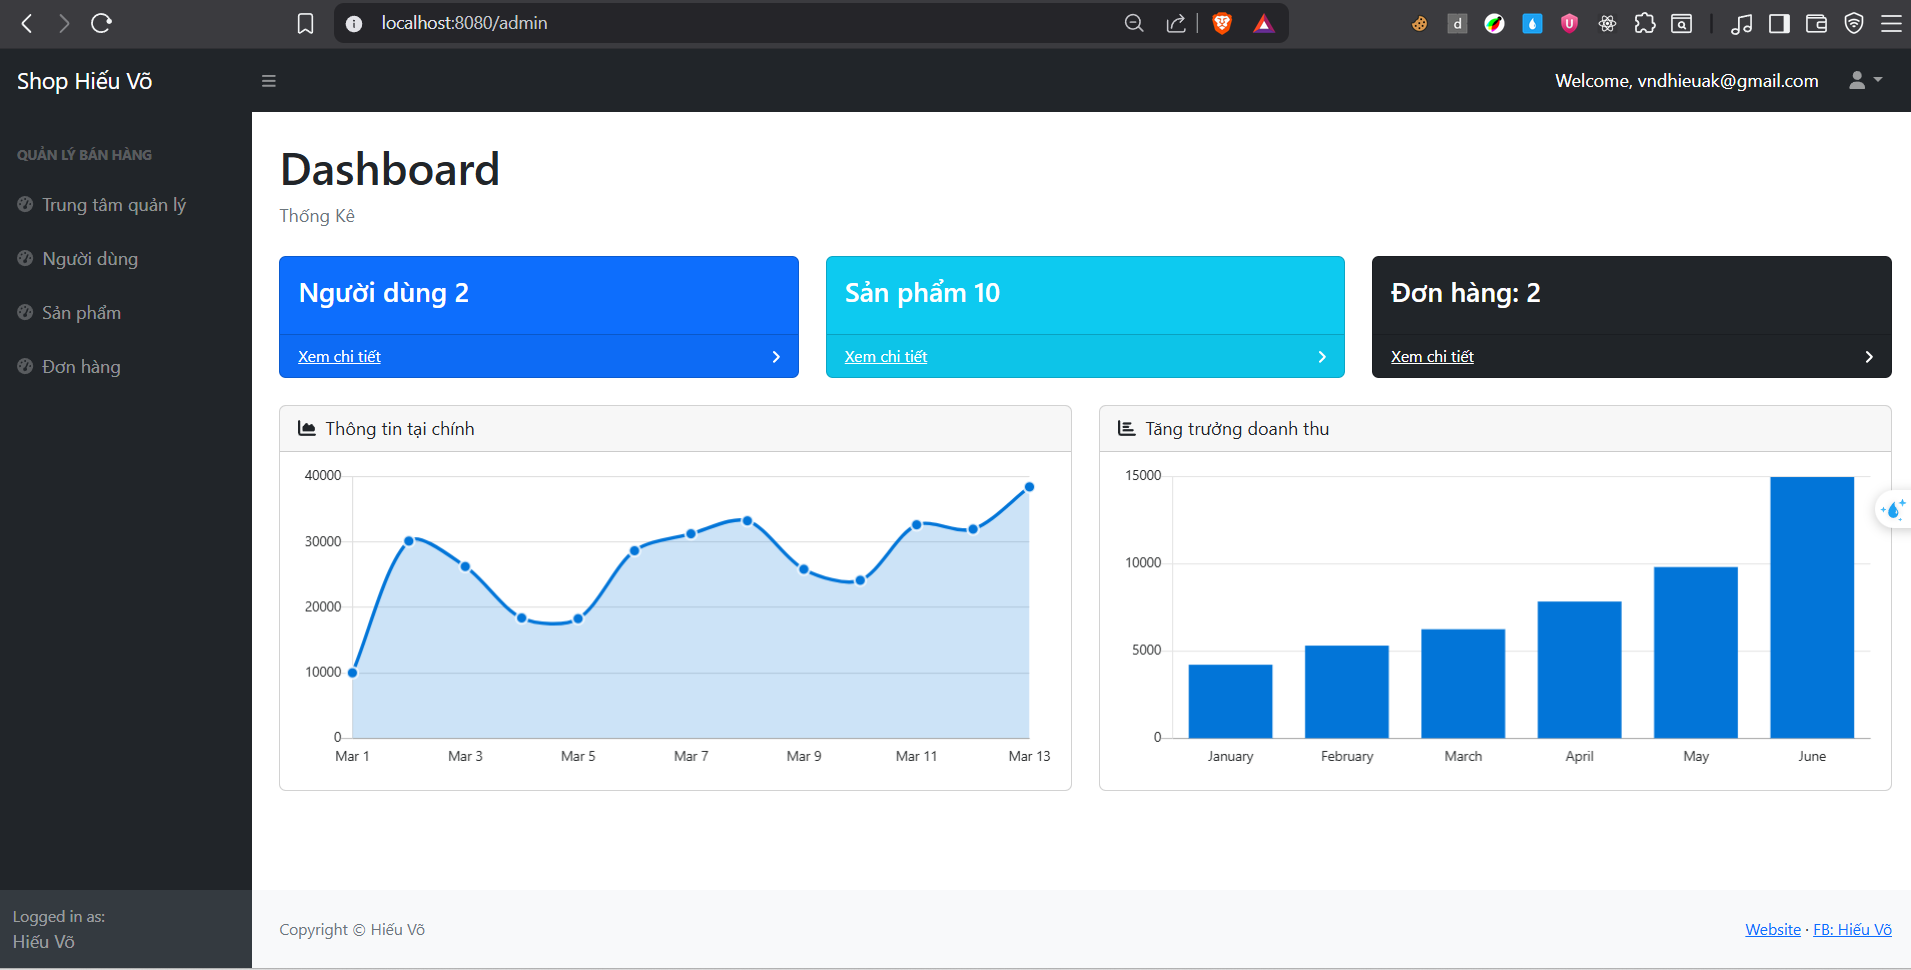 localhost:8080/admin
d
U
Shop Hiếu Võ
Welcome, vndhieuak@gmail.com
QUẢN LÝ BÁN HÀNG
Trung tâm quản lý
Người dùng
Sản phẩm
Đơn hàng
Dashboard
Thống Kê
Người dùng 2
Xem chi tiết
Sản phẩm 10
Xem chi tiết
Đơn hàng: 2
Xem chi tiết
Thông tin tại chính
40000
30000
20000
10000
0
Mar 1 Mar 3 Mar 5 Mar 7 Mar 9 Mar 11 Mar 13
Tăng trưởng doanh thu
15000
10000
5000
0
January February March April May June
Logged in as:
Hiếu Võ
Copyright © Hiếu Võ
Website · FB: Hiếu Võ